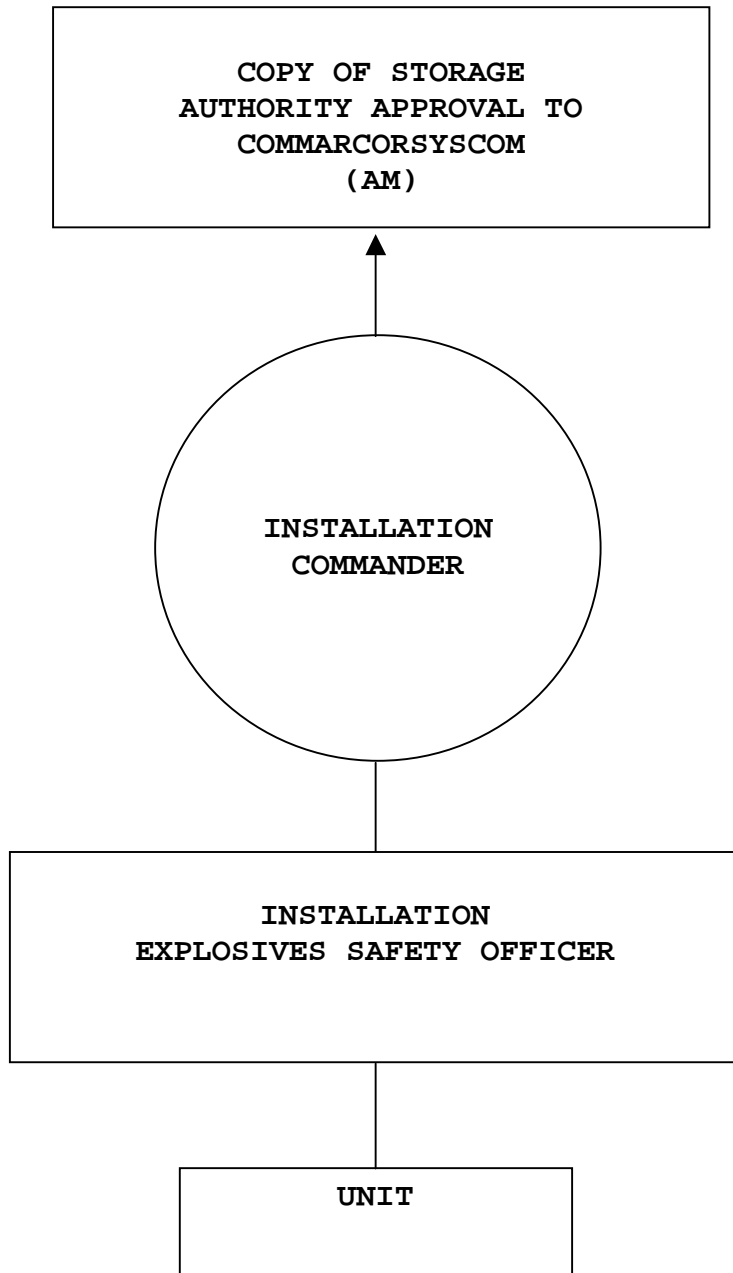 COPY OF STORAGE
AUTHORITY APPROVAL TO
COMMARCORSYSCOM
(AM)
INSTALLATION
COMMANDER
INSTALLATION
EXPLOSIVES SAFETY OFFICER
UNIT